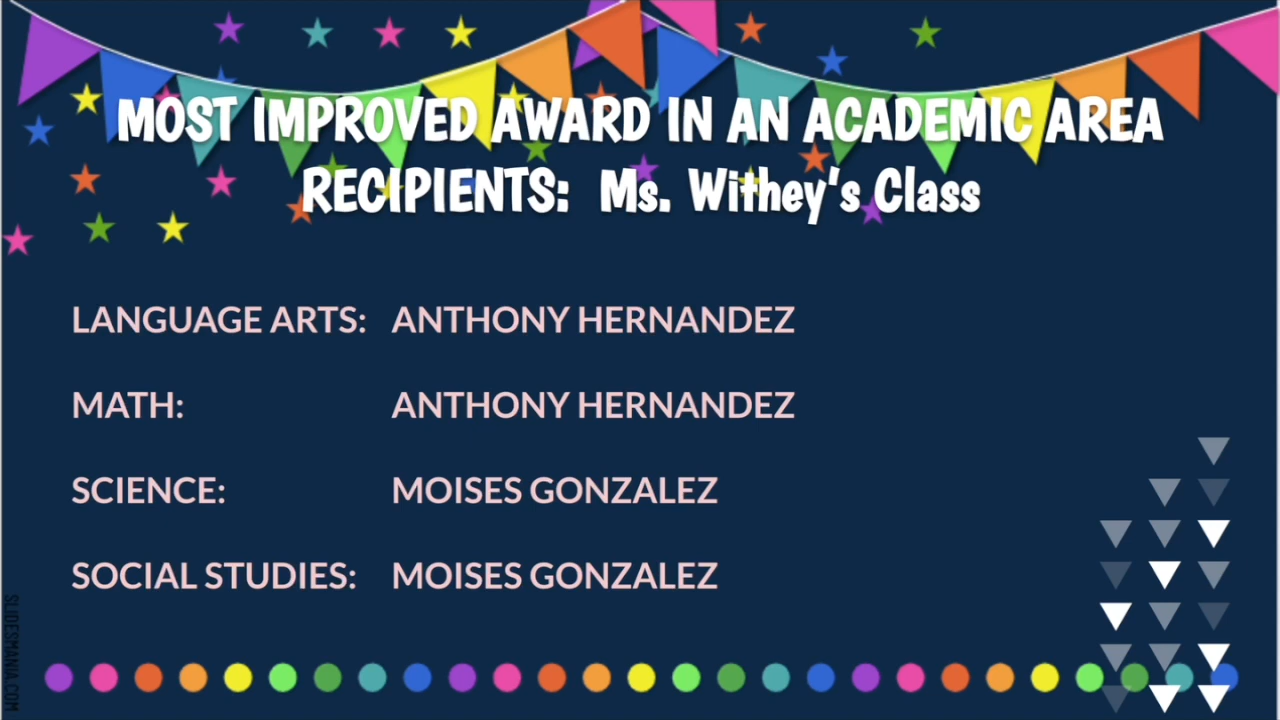 MOST IMPROVED AWARD IN AN ACADEMIC AREA
RECIPIENTS: Ms. Withey's Class
LANGUAGE ARTS: ANTHONY HERNANDEZ
MATH: ANTHONY HERNANDEZ
SCIENCE: MOISES GONZALEZ
SOCIAL STUDIES: MOISES GONZALEZ
SLIDESMANIA.COM